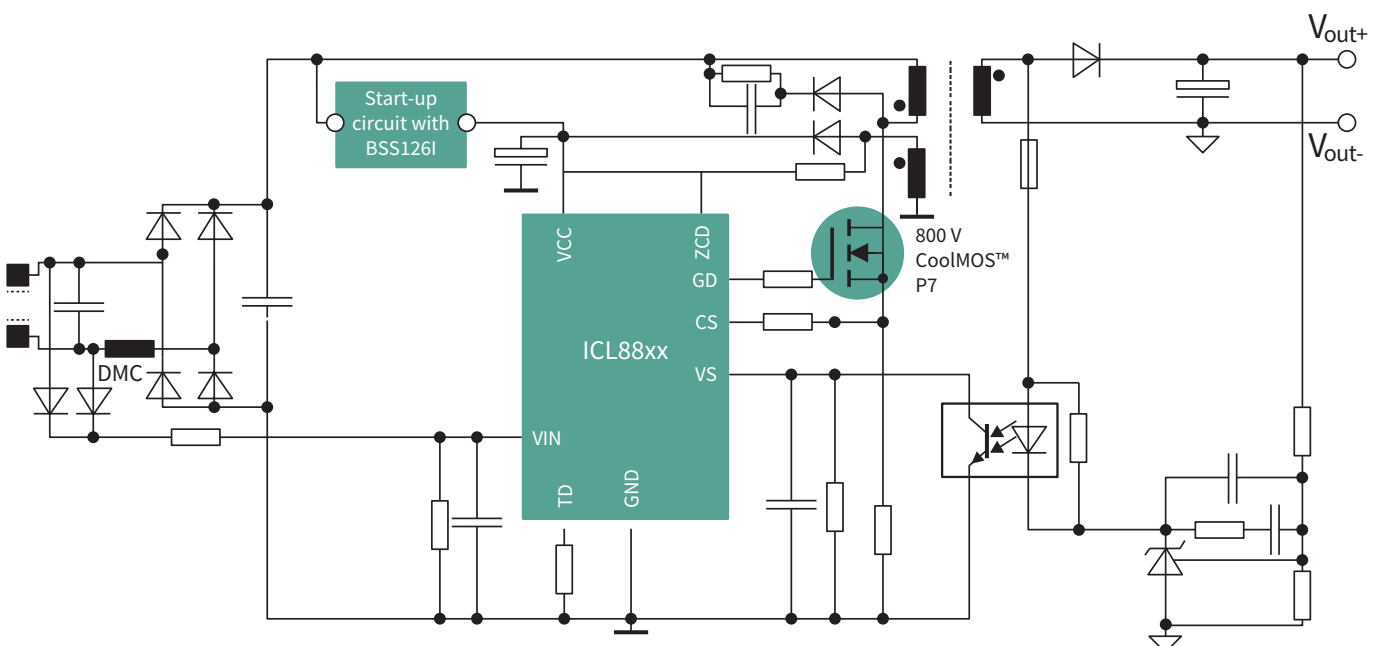 Vout+
Start-up
circuit with
BSS126I
Vout-
VCC
ZCD
800 V
CoolMOS™
P7
GD
CS
ICL88xx
VS
DMC
VIN
TD
GND